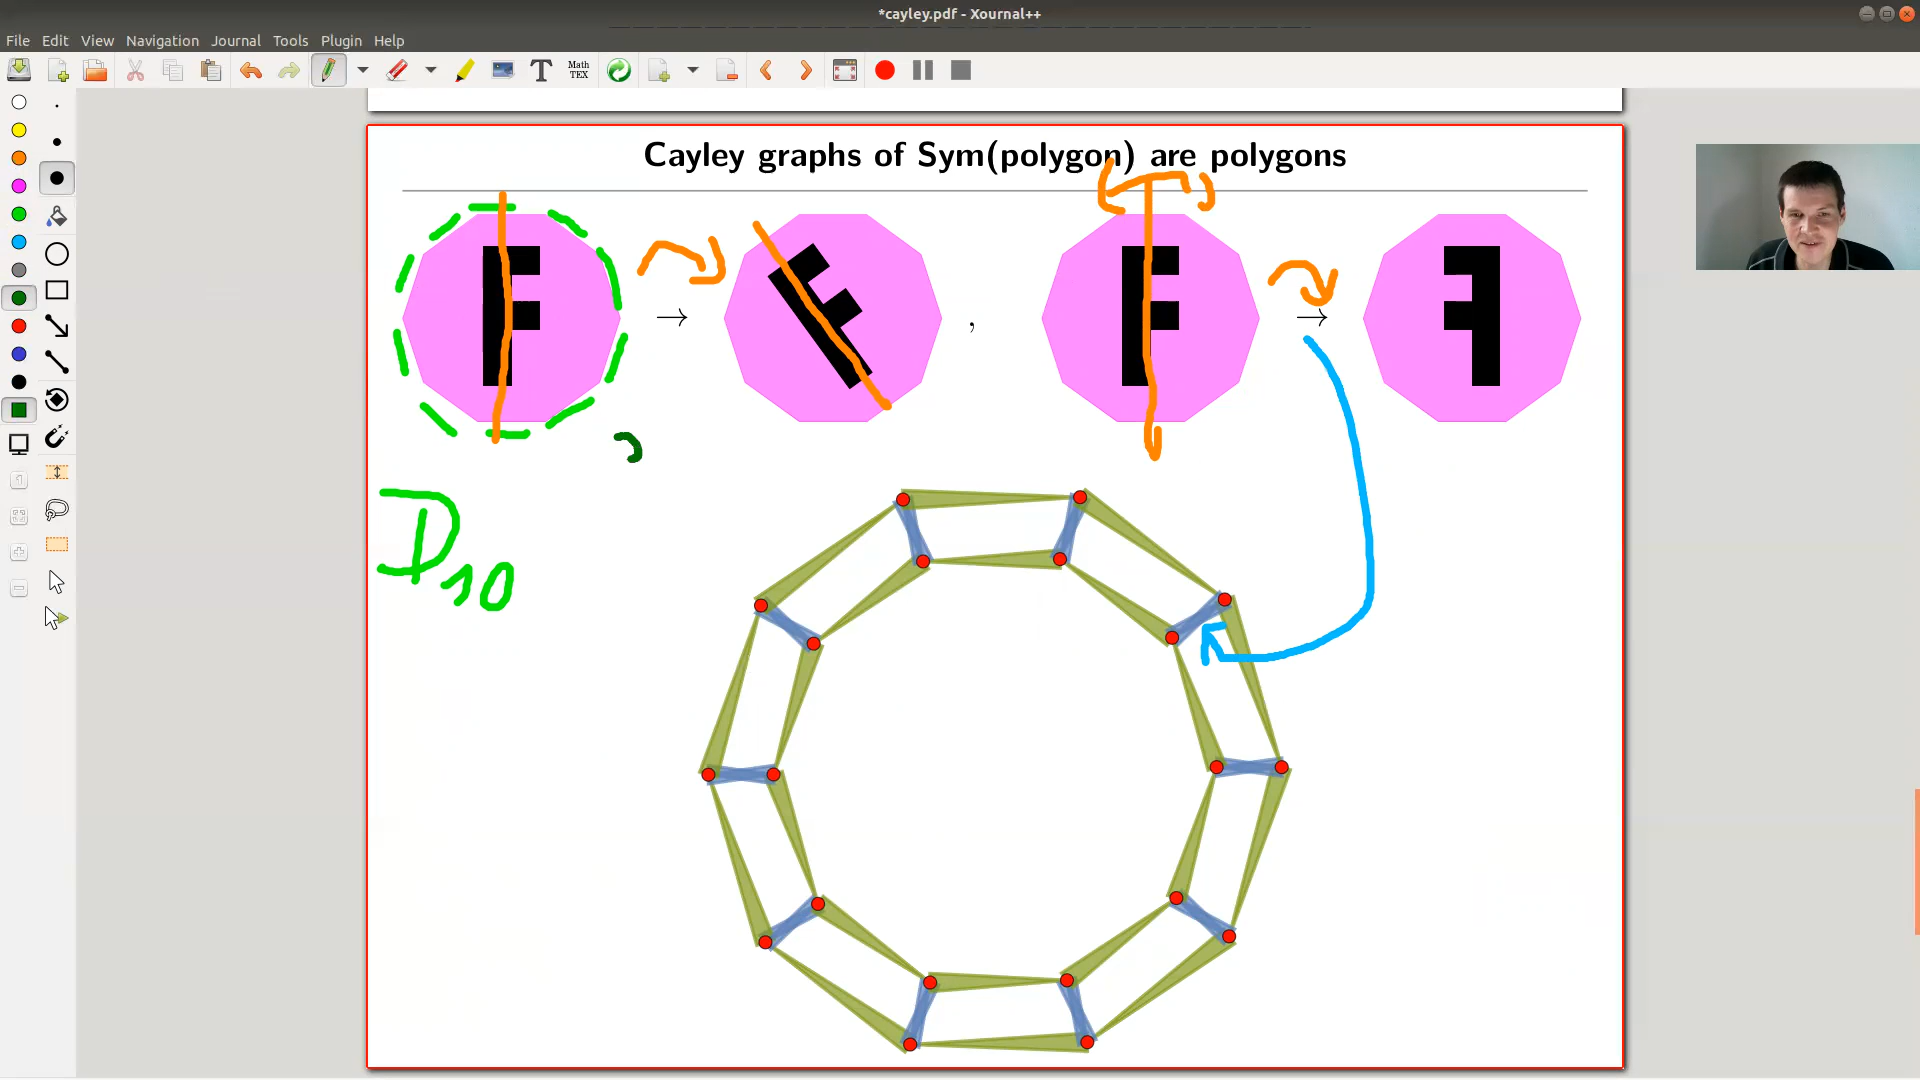 *cayley.pdf - Xournal++
File Edit View Navigation Journal Tools Plugin Help
T Math TEX
Cayley graphs of Sym(polygon) are polygons
F → F , F → F
D10